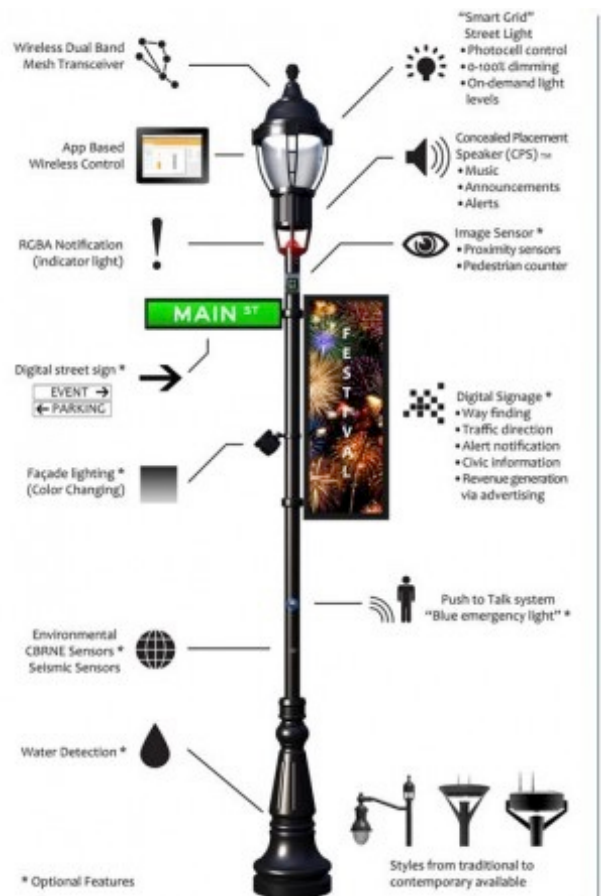 Wireless Dual Band
Mesh Transceiver
"Smart Grid"
Street Light
• Photocell control
• 0-100% dimming
• On-demand light
levels
App Based
Wireless Control
Concealed Placement
Speaker (CPS) ™
• Music
• Announcements
• Alerts
RGBA Notification
(indicator light)
Image Sensor *
• Proximity sensors
• Pedestrian counter
MAIN ST
FESTIVAL
Digital street sign *
EVENT →
← PARKING
Digital Signage *
• Way finding
• Traffic direction
• Alert notification
• Civic information
• Revenue generation
via advertising
Façade lighting *
(Color Changing)
Push to Talk system
"Blue emergency light" *
Environmental
CBRNE Sensors *
Seismic Sensors
Water Detection *
Styles from traditional to
contemporary available
* Optional Features